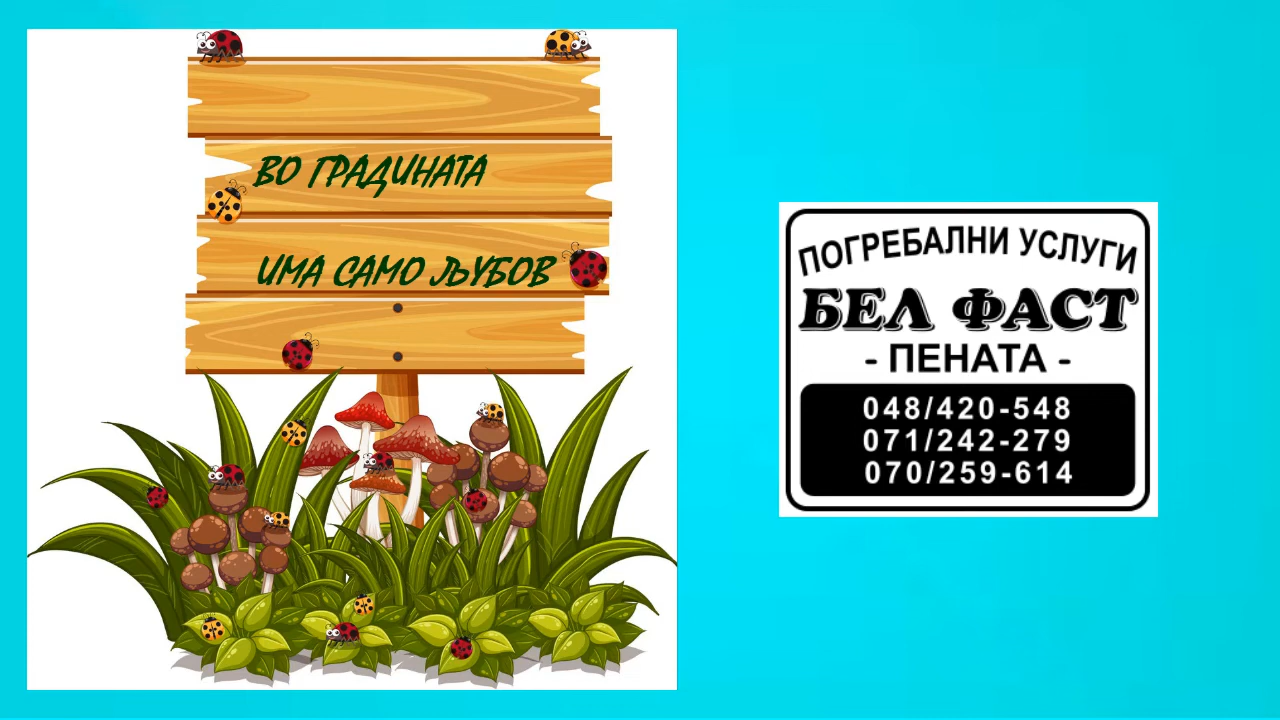 ВО ГРАДИНАТА
ИМА САМО ЉУБОВ
ПОГРЕБАЛНИ УСЛУГИ
БЕЛ ФАСТ
- ПЕНАТА -
048/420-548
071/242-279
070/259-614